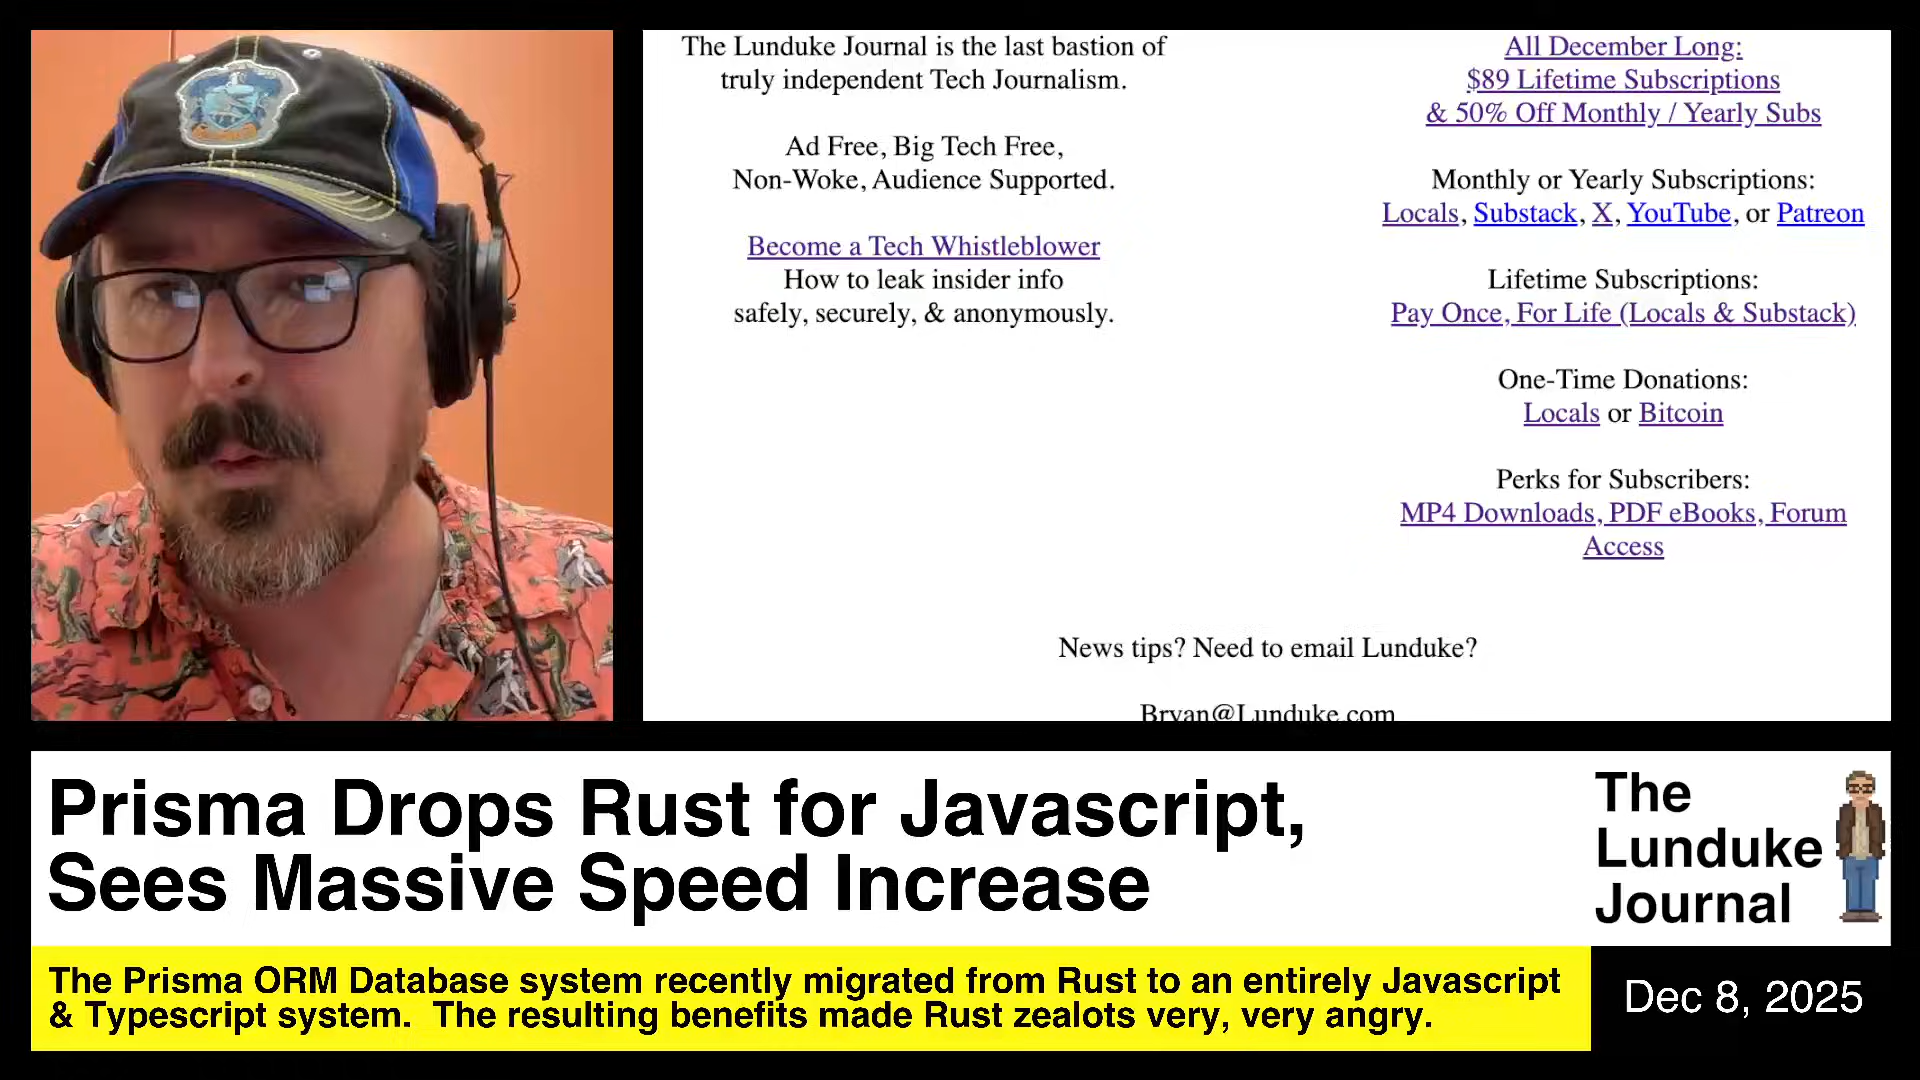 The Lunduke Journal is the last bastion of
truly independent Tech Journalism.
Ad Free, Big Tech Free,
Non-Woke, Audience Supported.
Become a Tech Whistleblower
How to leak insider info
safely, securely, & anonymously.
All December Long:
$89 Lifetime Subscriptions
& 50% Off Monthly / Yearly Subs
Monthly or Yearly Subscriptions:
Locals, Substack, X, YouTube, or Patreon
Lifetime Subscriptions:
Pay Once, For Life (Locals & Substack)
One-Time Donations:
Locals or Bitcoin
Perks for Subscribers:
MP4 Downloads, PDF eBooks, Forum
Access
News tips? Need to email Lunduke?
Bryan@Lunduke.com
Prisma Drops Rust for Javascript,
Sees Massive Speed Increase
The
Lunduke
Journal
The Prisma ORM Database system recently migrated from Rust to an entirely Javascript
& Typescript system.  The resulting benefits made Rust zealots very, very angry.
Dec 8, 2025